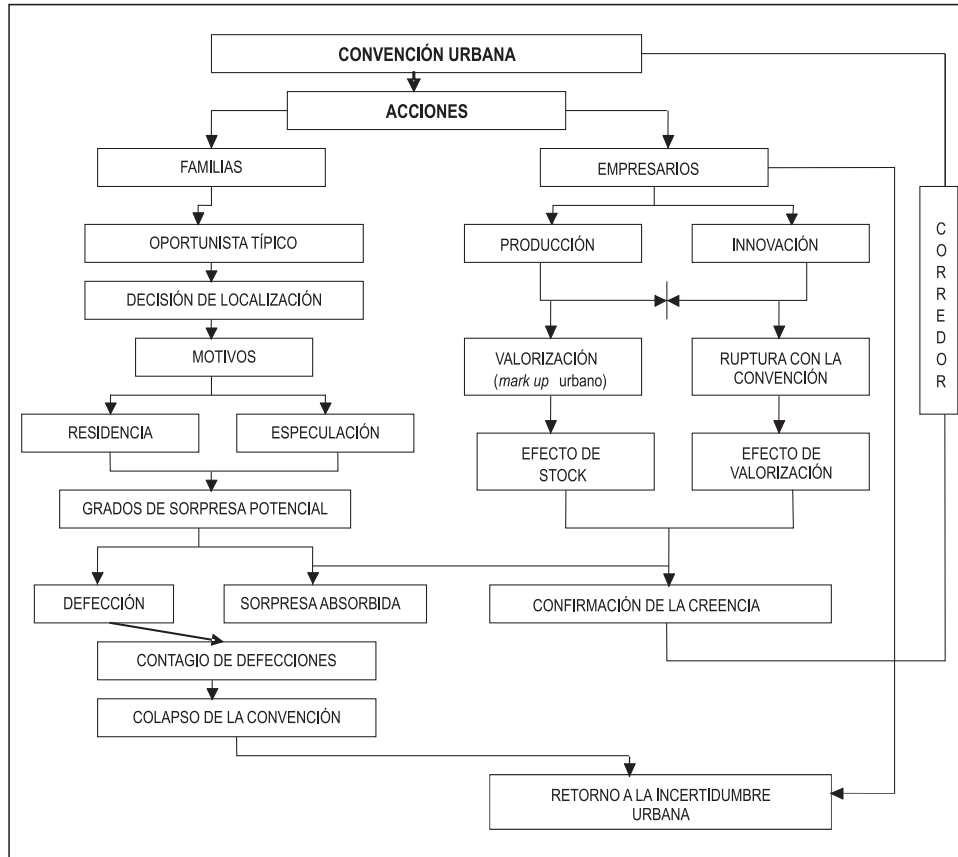 CONVENCIÓN URBANA
ACCIONES
FAMILIAS
EMPRESARIOS
OPORTUNISTA TÍPICO
PRODUCCIÓN
INNOVACIÓN
CORREDOR
DECISIÓN DE LOCALIZACIÓN
MOTIVOS
VALORIZACIÓN
(mark up urbano)
RUPTURA CON LA
CONVENCIÓN
RESIDENCIA
ESPECULACIÓN
EFECTO DE
STOCK
EFECTO DE
VALORIZACIÓN
GRADOS DE SORPRESA POTENCIAL
DEFECCIÓN
SORPRESA ABSORBIDA
CONFIRMACIÓN DE LA CREENCIA
CONTAGIO DE DEFECCIONES
COLAPSO DE LA CONVENCIÓN
RETORNO A LA INCERTIDUMBRE
URBANA